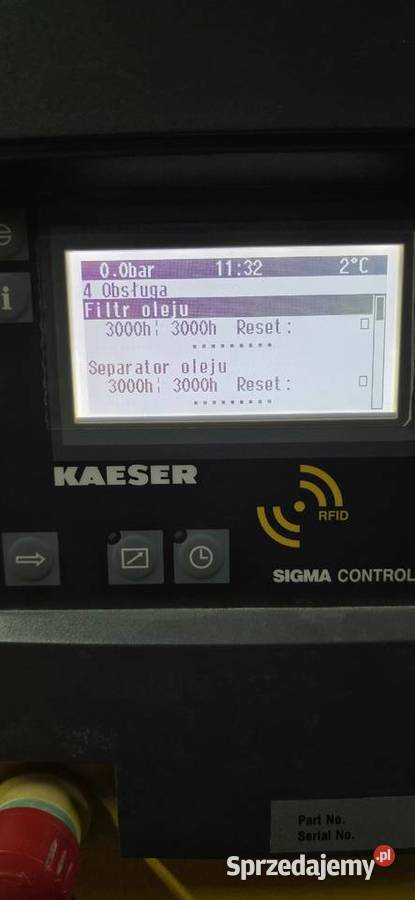 0.0bar 11:32 2°C
4 Obsługa
Filtr oleju
3000h¦ 3000h Reset:
Separator oleju
3000h¦ 3000h Reset:
i
KAESER
RFID
SIGMA CONTROL
Part No.
Serial No.
Sprzedajemy.pl